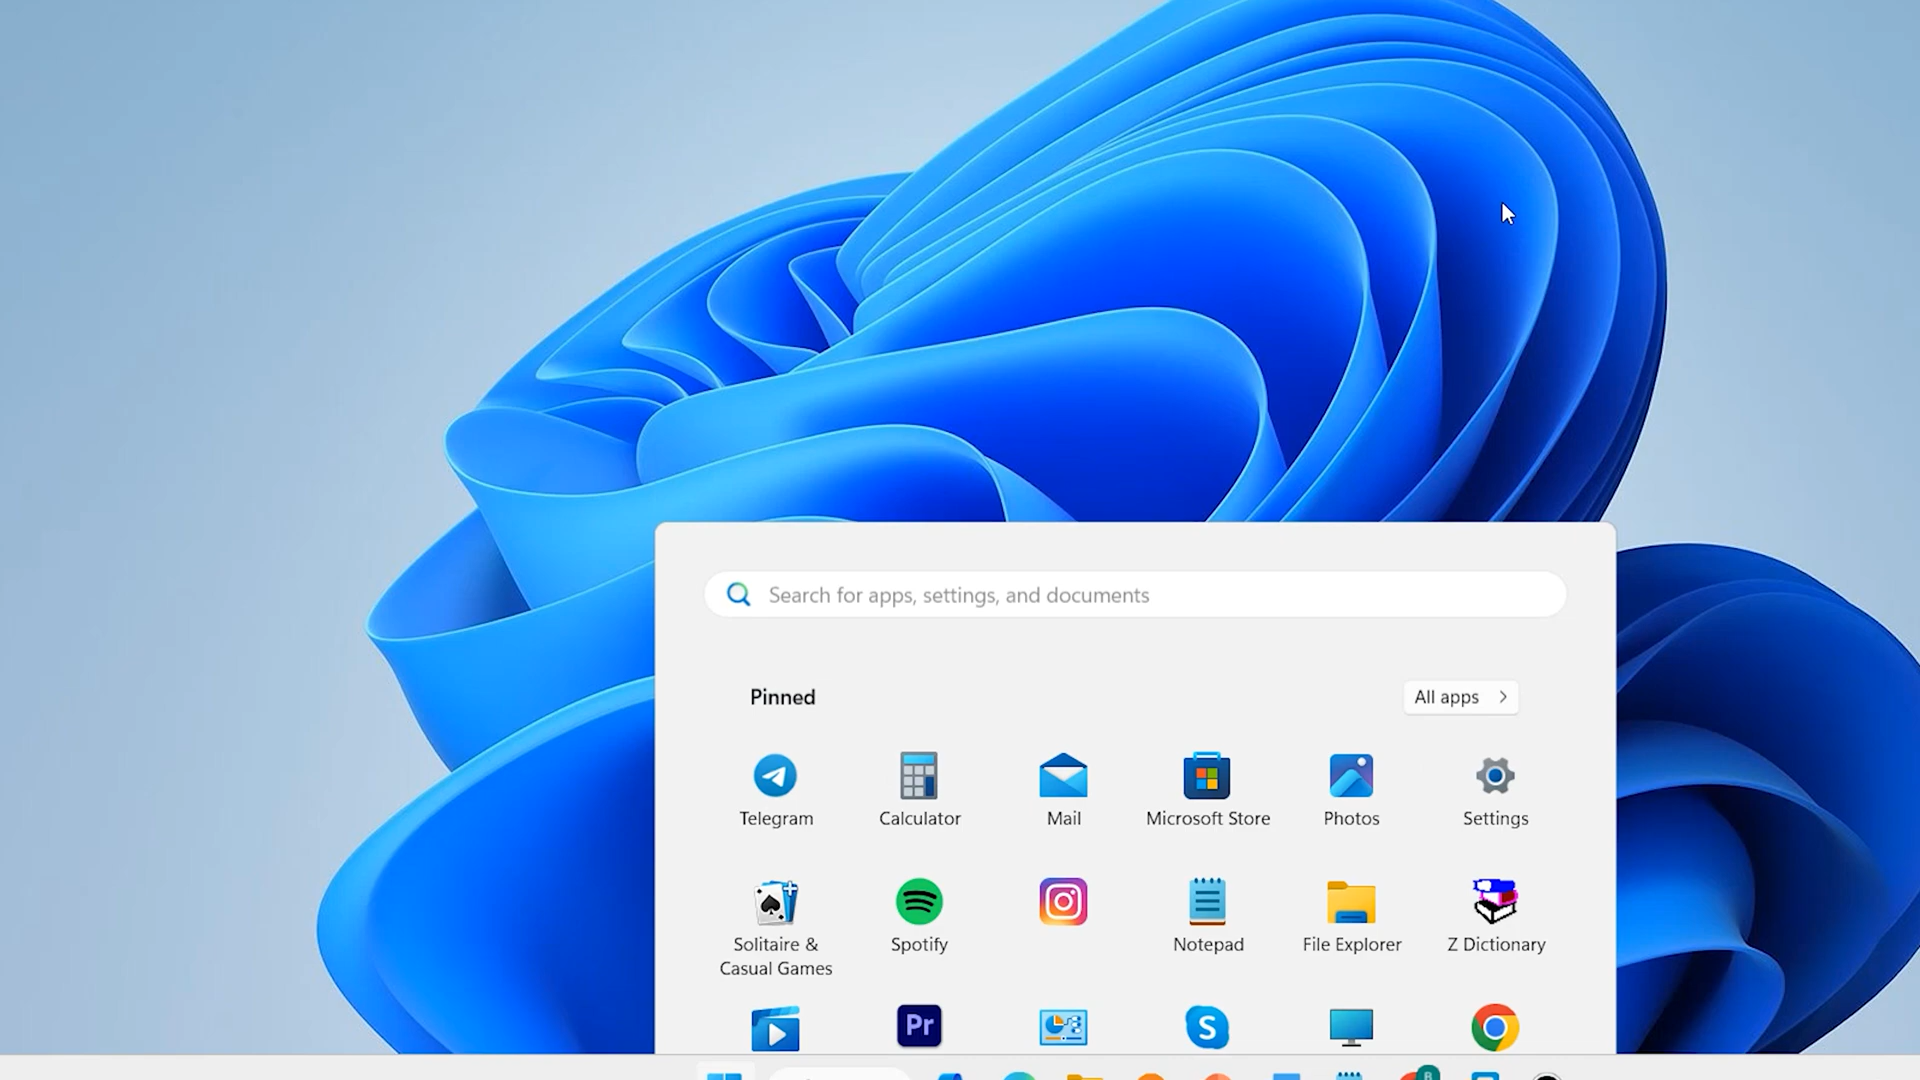 Search for apps, settings, and documents
Pinned
All apps
Telegram
Calculator
Mail
Microsoft Store
Photos
Settings
Solitaire &
Casual Games
Spotify
Notepad
File Explorer
Z Dictionary
Pr
S
B